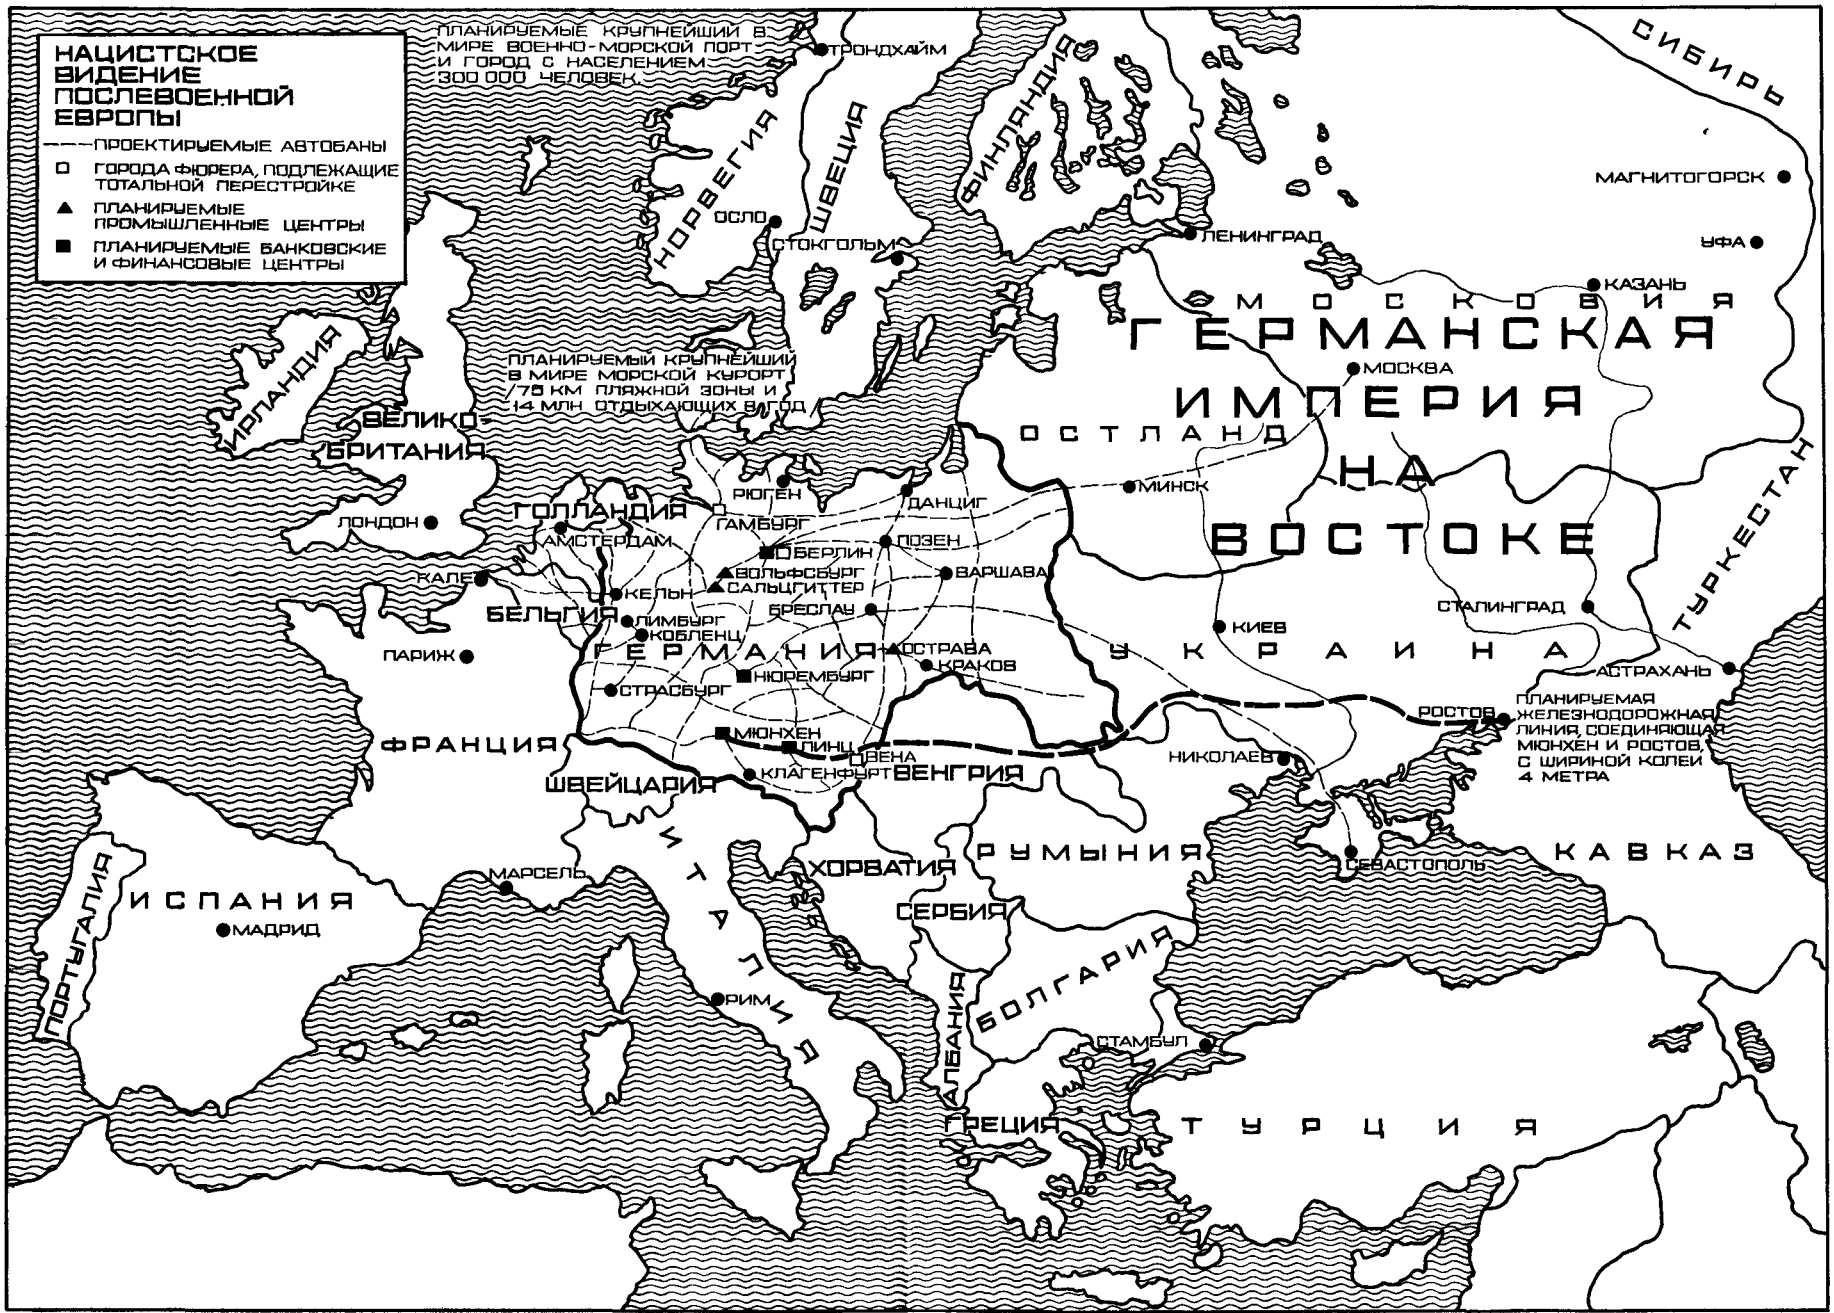 НАЦИСТСКОЕ
ВИДЕНИЕ
ПОСЛЕВОЕННОЙ
ЕВРОПЫ
ПРОЕКТИРУЕМЫЕ АВТОБАНЫ
ГОРОДА ФЮРЕРА, ПОДЛЕЖАЩИЕ
ТОТАЛЬНОЙ ПЕРЕСТРОЙКЕ
ПЛАНИРУЕМЫЕ
ПРОМЫШЛЕННЫЕ ЦЕНТРЫ
ПЛАНИРУЕМЫЕ БАНКОВСКИЕ
И ФИНАНСОВЫЕ ЦЕНТРЫ
ПЛАНИРУЕМЫЕ КРУПНЕЙШИЙ В
МИРЕ ВОЕННО-МОРСКОЙ ПОРТ
И ГОРОД С НАСЕЛЕНИЕМ
300 000 ЧЕЛОВЕК.
ТРОНДХАЙМ
СИБИРЬ
НОРВЕГИЯ
ШВЕЦИЯ
ФИНЛЯНДИЯ
МАГНИТОГОРСК
ОСЛО
СТОКГОЛЬМ
ЛЕНИНГРАД
УФА
КАЗАНЬ
МОСКОВИЯ
ГЕРМАНСКАЯ
ИРЛАНДИЯ
ПЛАНИРУЕМЫЙ КРУПНЕЙШИЙ
В МИРЕ МОРСКОЙ КУРОРТ
/75 КМ ПЛЯЖНОЙ ЗОНЫ И
14 МЛН ОТДЫХАЮЩИХ В ГОД/
МОСКВА
ИМПЕРИЯ
ВЕЛИКО-
БРИТАНИЯ
ОСТЛАНД
НА
ТУРКЕСТАН
РЮГЕН
МИНСК
ДАНЦИГ
ГОЛЛАНДИЯ
ЛОНДОН
ГАМБУРГ
АМСТЕРДАМ
ПОЗЕН
ВОСТОКЕ
БЕРЛИН
КАЛЕ
ВОЛЬФСБУРГ
ВАРШАВА
КЕЛЬН
САЛЬЦГИТТЕР
БЕЛЬГИЯ
БРЕСЛАУ
СТАЛИНГРАД
ЛИМБУРГ
КОБЛЕНЦ
КИЕВ
ПАРИЖ
ГЕРМАНИЯ
ОСТРАВА
УКРАИНА
КРАКОВ
АСТРАХАНЬ
НЮРЕМБУРГ
СТРАСБУРГ
ПЛАНИРУЕМАЯ
ЖЕЛЕЗНОДОРОЖНАЯ
ЛИНИЯ, СОЕДИНЯЮЩАЯ
МЮНХЕН И РОСТОВ,
С ШИРИНОЙ КОЛЕИ
4 МЕТРА
РОСТОВ
МЮНХЕН
ЛИНЦ
ФРАНЦИЯ
ВЕНА
НИКОЛАЕВ
КЛАГЕНФУРТ
ВЕНГРИЯ
ШВЕЙЦАРИЯ
ИТАЛИЯ
РУМЫНИЯ
КАВКАЗ
ХОРВАТИЯ
СЕВАСТОПОЛЬ
МАРСЕЛЬ
ИСПАНИЯ
СЕРБИЯ
МАДРИД
ПОРТУГАЛИЯ
БОЛГАРИЯ
РИМ
АЛБАНИЯ
СТАМБУЛ
ГРЕЦИЯ
ТУРЦИЯ